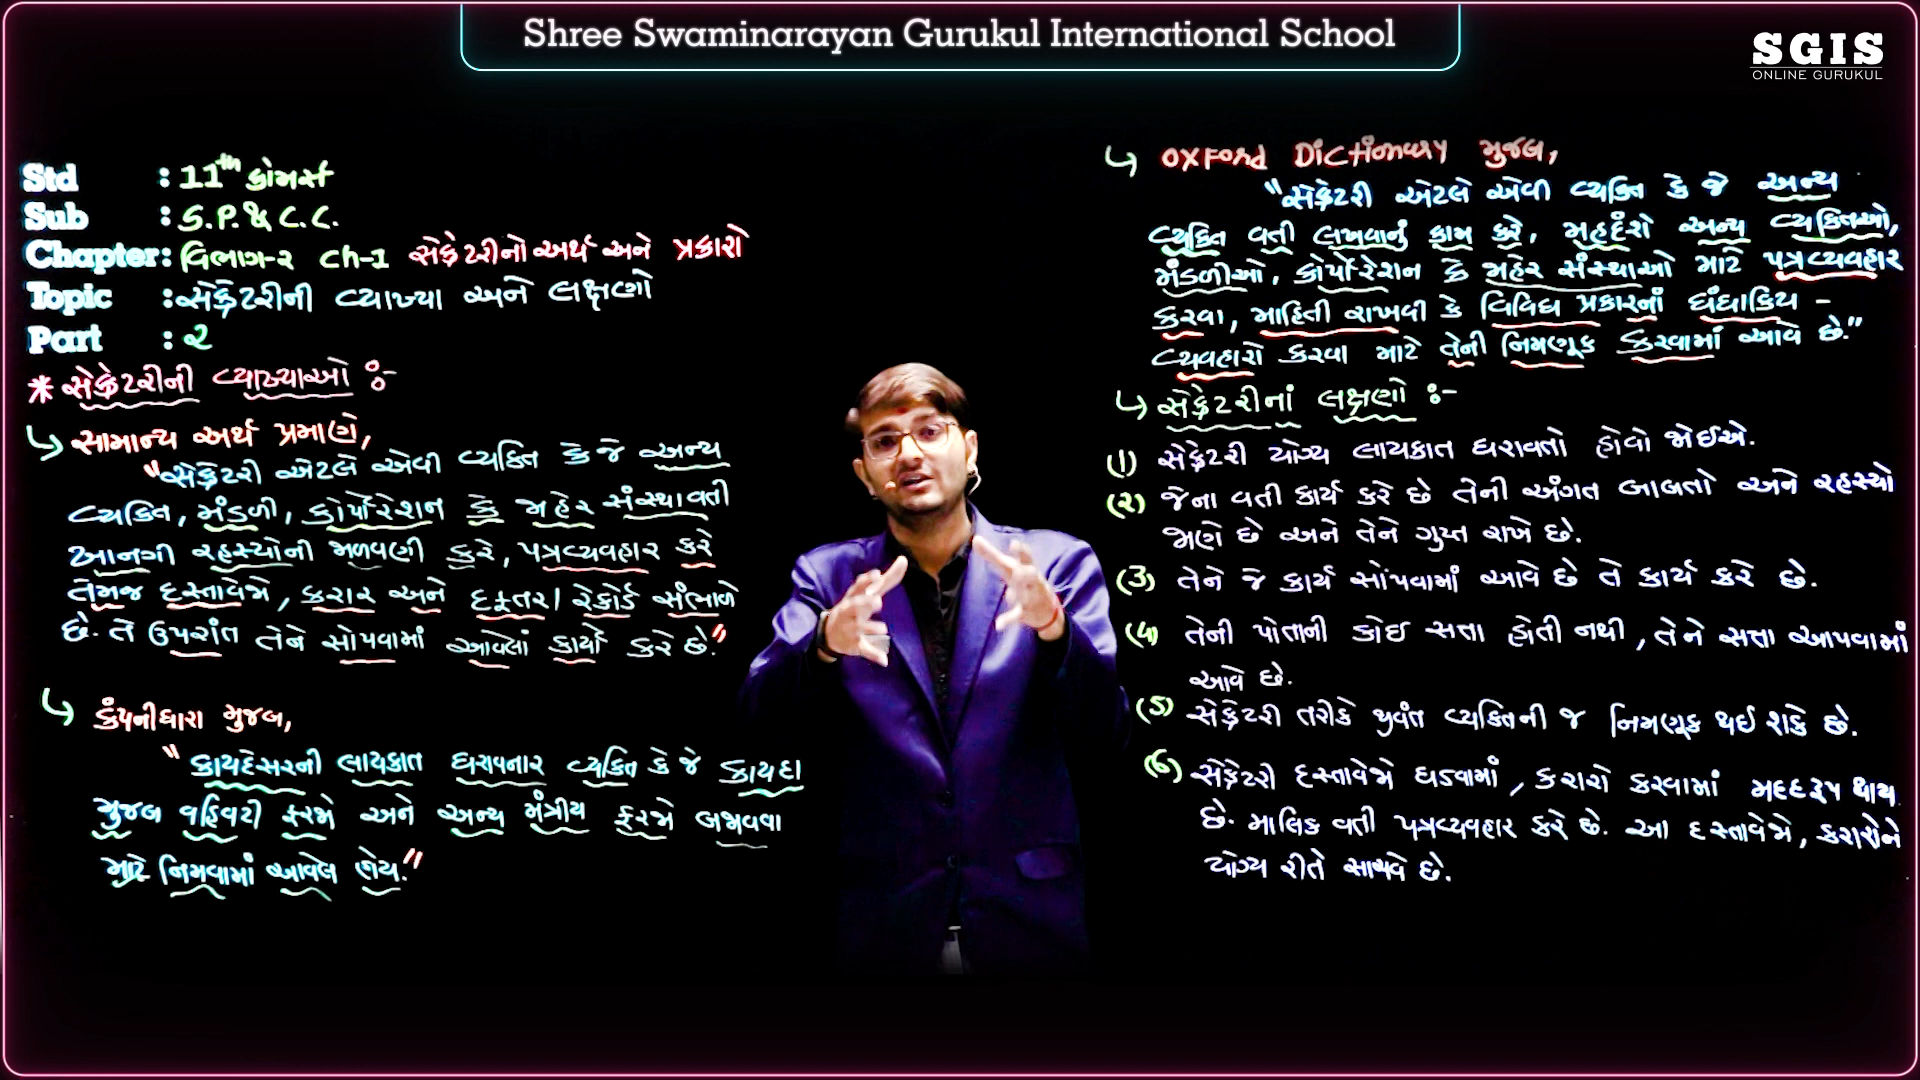 Shree Swaminarayan Gurukul International School
SGIS
ONLINE GURUKUL
Std : 11th કોમર્સ
Sub : S.P.& C.C.
Chapter: વિભાગ-૨ Ch-1 સેક્રેટરીનો અર્થ અને પ્રકારો
Topic : સેક્રેટરીની વ્યાખ્યા અને લક્ષણો
Part : ૨
* સેક્રેટરીની વ્યાખ્યાઓ :-
↳ સામાન્ય અર્થ પ્રમાણે,
"સેક્રેટરી એટલે એવી વ્યક્તિ કે જે અન્ય
વ્યક્તિ, મંડળી, કોર્પોરેશન કે જાહેર સંસ્થાવતી
ખાનગી રહસ્યોની જાળવણી કરે, પત્રવ્યવહાર કરે
તેમજ દસ્તાવેજો, કરાર અને દફતર/રેકોર્ડ સંભાળે
છે. તે ઉપરાંત તેને સોંપવામાં આવેલાં કાર્યો કરે છે."
↳ કંપનીધારા મુજબ,
"કાયદેસરની લાયકાત ધરાવનાર વ્યક્તિ કે જે કાયદા
મુજબ વહિવટી ફરજો અને અન્ય મંત્રીય ફરજો બજાવવા
માટે નિમવામાં આવેલ હોય."
↳ Oxford Dictionary મુજબ,
"સેક્રેટરી એટલે એવી વ્યક્તિ કે જે અન્ય
વ્યક્તિ વતી લખવાનું કામ કરે, મહદંશે અન્ય વ્યક્તિઓ,
મંડળીઓ, કોર્પોરેશન કે જાહેર સંસ્થાઓ માટે પત્રવ્યવહાર
કરવા, માહિતી રાખવી કે વિવિધ પ્રકારનાં ધંધાકિય -
વ્યવહારો કરવા માટે તેની નિમણૂક કરવામાં આવે છે."
↳ સેક્રેટરીનાં લક્ષણો :-
(1) સેક્રેટરી યોગ્ય લાયકાત ધરાવતો હોવો જોઈએ.
(૨) જેના વતી કાર્ય કરે છે તેની અંગત બાબતો અને રહસ્યો
જાણે છે અને તેને ગુપ્ત રાખે છે.
(3) તેને જે કાર્ય સોંપવામાં આવે છે તે કાર્ય કરે છે.
(4) તેની પોતાની કોઈ સત્તા હોતી નથી, તેને સત્તા આપવામાં
આવે છે.
(5) સેક્રેટરી તરીકે જીવંત વ્યક્તિની જ નિમણૂક થઈ શકે છે.
(6) સેક્રેટરી દસ્તાવેજો ઘડવામાં, કરારો કરવામાં મદદરૂપ થાય
છે. માલિક વતી પત્રવ્યવહાર કરે છે. આ દસ્તાવેજો, કરારોને
યોગ્ય રીતે સાચવે છે.